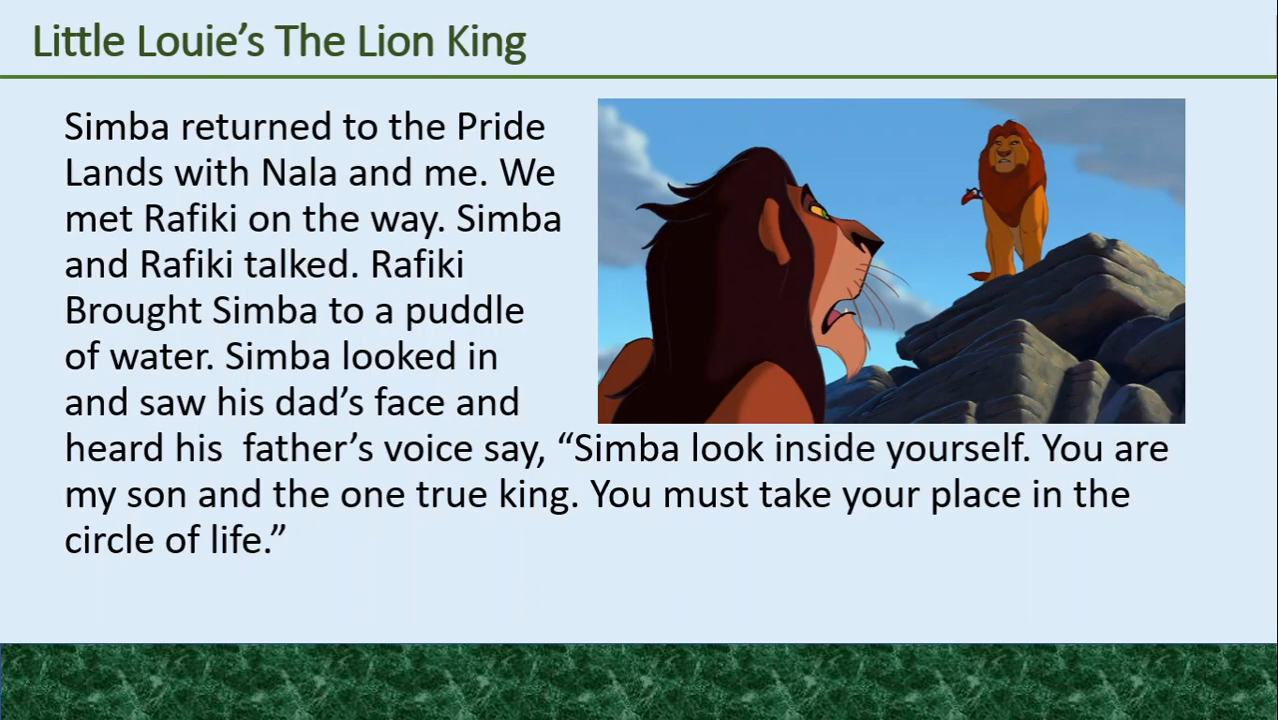 Little Louie’s The Lion King
Simba returned to the Pride
Lands with Nala and me. We
met Rafiki on the way. Simba
and Rafiki talked. Rafiki
Brought Simba to a puddle
of water. Simba looked in
and saw his dad’s face and
heard his  father’s voice say, “Simba look inside yourself. You are
my son and the one true king. You must take your place in the
circle of life.”